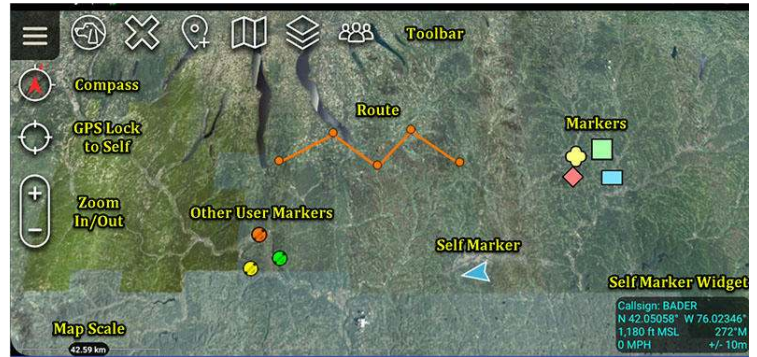 Toolbar
Compass
Route
Markers
GPS Lock
to Self
+
Zoom
In/Out
−
Other User Markers
Self Marker
Self Marker Widget
Callsign: BADER
N 42.05058° W 76.02346°
1,180 ft MSL 272°M
0 MPH +/- 10m
Map Scale
42.59 km